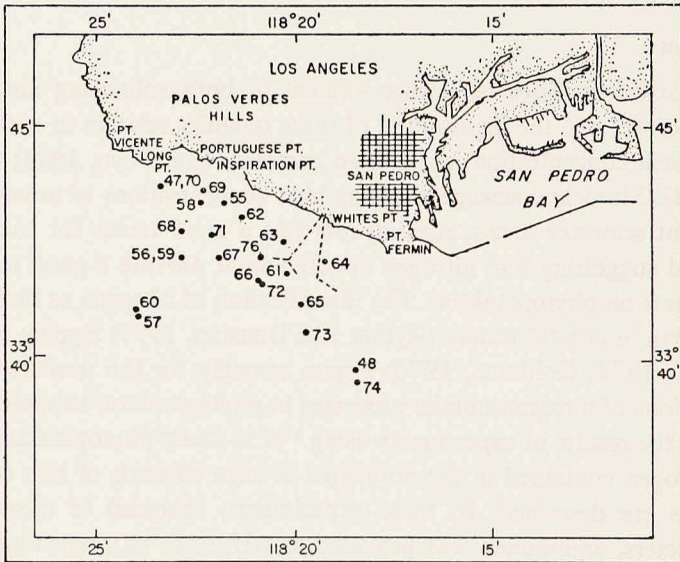 25'
118° 20'
15'
LOS ANGELES
PALOS VERDES
HILLS
45'
45'
PT.
VICENTE
LONG
PT.
PORTUGUESE PT.
INSPIRATION PT.
SAN PEDRO
SAN PEDRO
BAY
47,70
69
58
55
62
WHITES PT
PT.
FERMIN
68
71
63
56,59
67
76
61
64
66
72
60
57
65
73
33°
40'
33°
40'
48
74
25'
118° 20'
15'